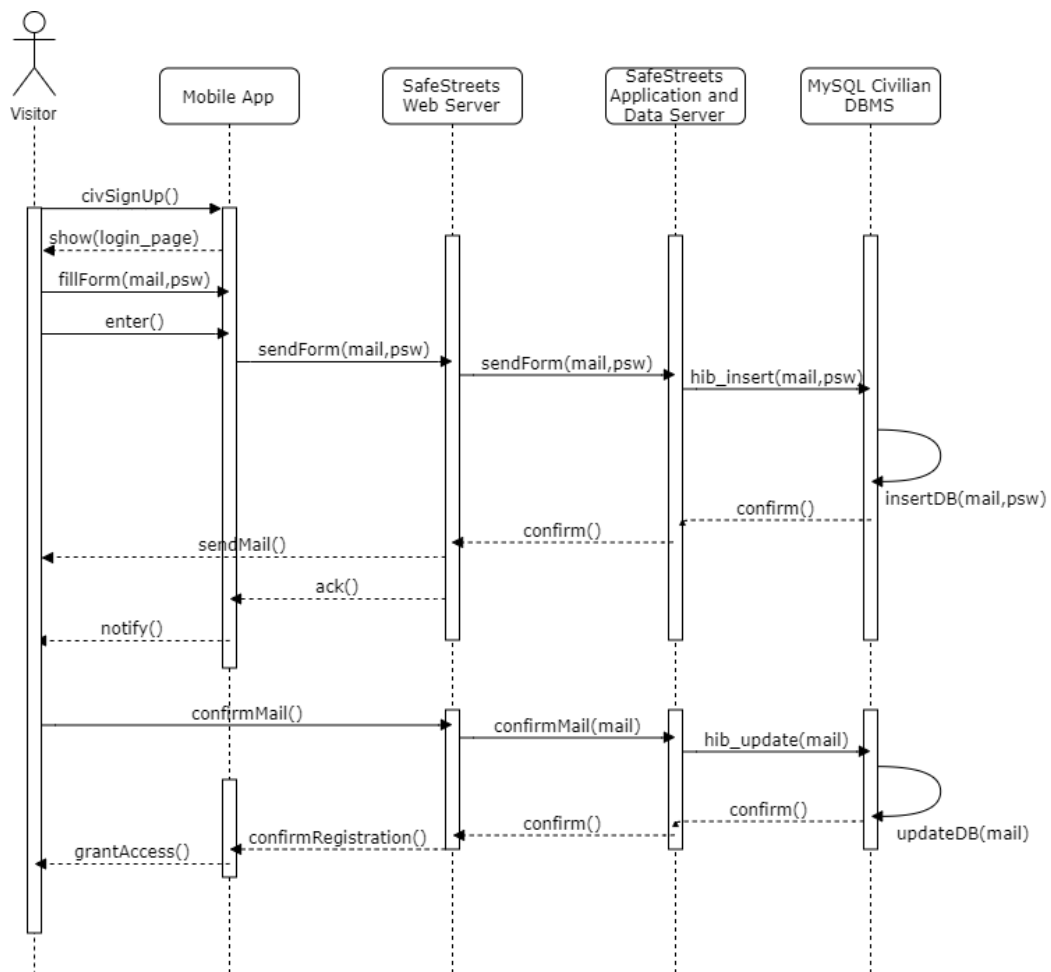 Visitor
Mobile App
SafeStreets
Web Server
SafeStreets
Application and
Data Server
MySQL Civilian
DBMS
civSignUp()
show(login_page)
fillForm(mail,psw)
enter()
sendForm(mail,psw)
sendForm(mail,psw)
hib_insert(mail,psw)
insertDB(mail,psw)
confirm()
confirm()
sendMail()
ack()
notify()
confirmMail()
confirmMail(mail)
hib_update(mail)
updateDB(mail)
confirm()
confirm()
confirmRegistration()
grantAccess()